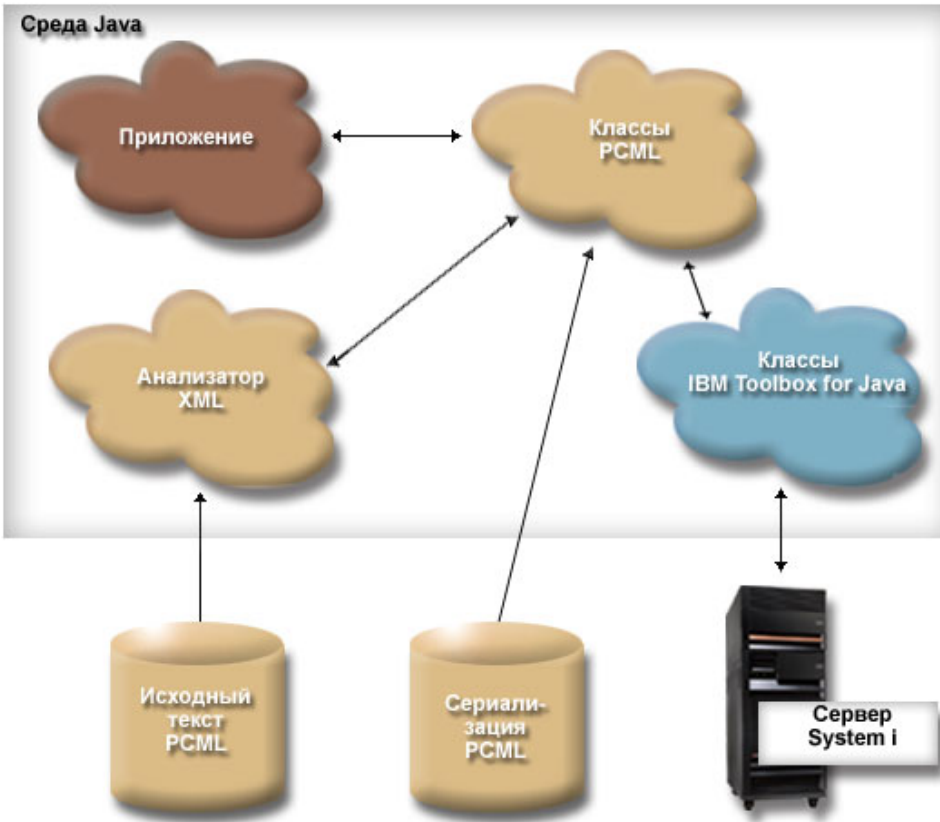 Среда Java
Приложение
Классы
PCML
Анализатор
XML
Классы
IBM Toolbox for Java
Исходный
текст
PCML
Сериали-
зация
PCML
Сервер
System i